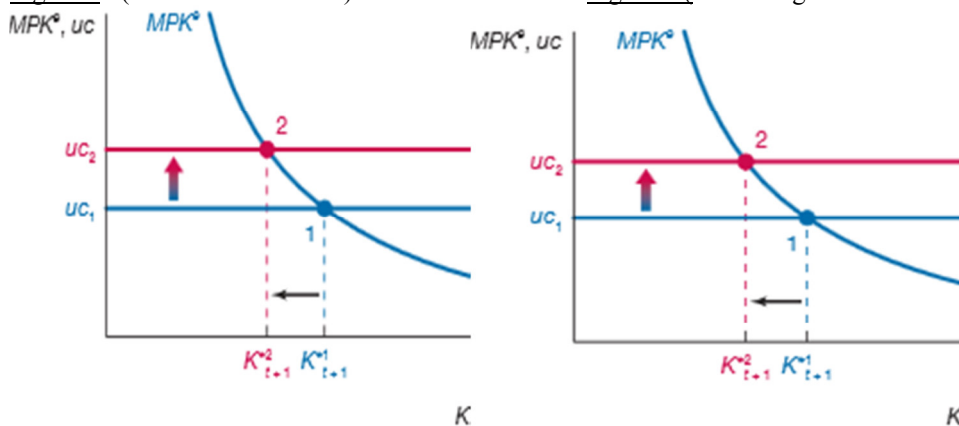 MPKᵉ, uc MPKᵉ
2
uc₂
uc₁
1
K*²ₜ₊₁ K*¹ₜ₊₁
K
MPKᵉ, uc MPKᵉ
2
uc₂
uc₁
1
K*²ₜ₊₁ K*¹ₜ₊₁
K